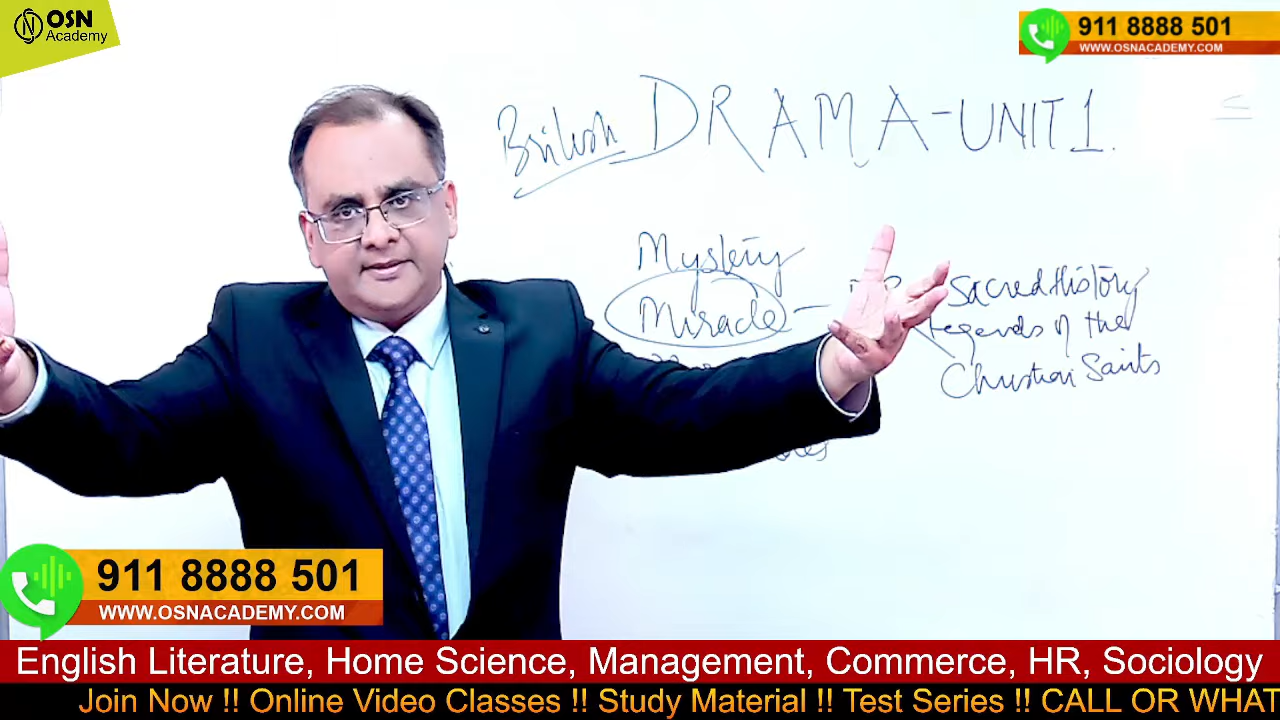 OSN
Academy
911 8888 501
WWW.OSNACADEMY.COM
British DRAMA-UNIT 1.
Mystery
Miracle - Sacred History
Legends of the
Christian Saints
911 8888 501
WWW.OSNACADEMY.COM
English Literature, Home Science, Management, Commerce, HR, Sociology
Join Now !! Online Video Classes !! Study Material !! Test Series !! CALL OR WHAT